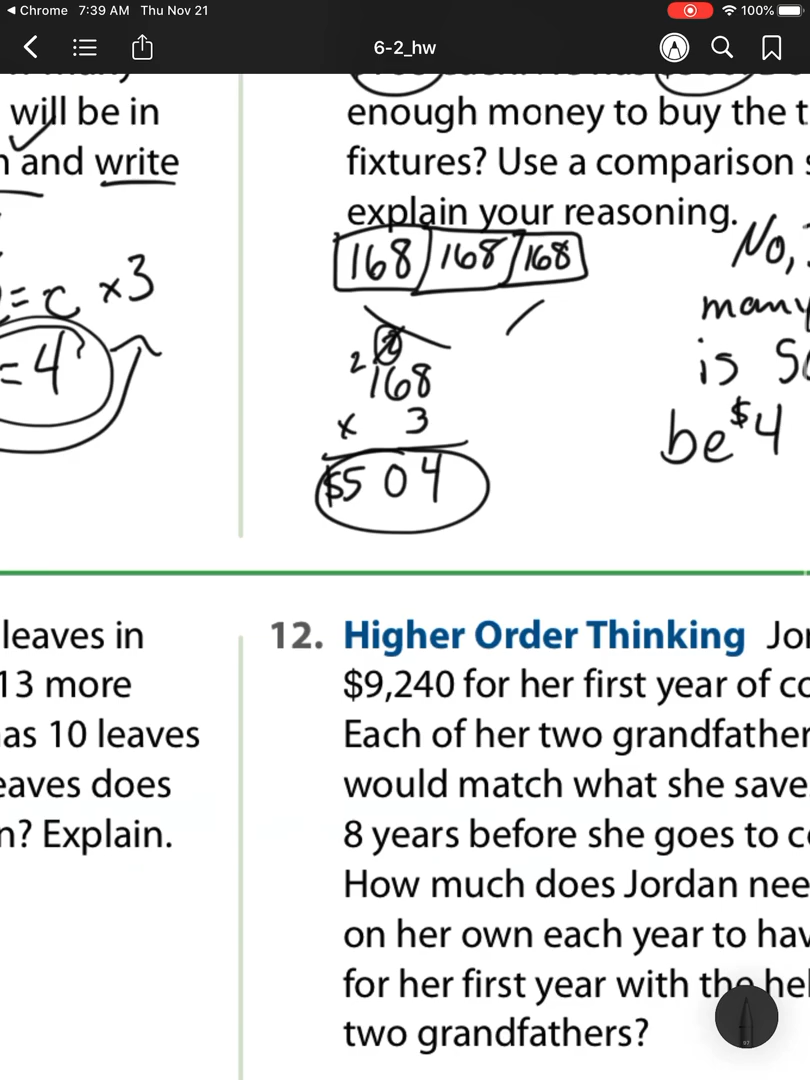 Chrome 7:39 AM Thu Nov 21 100%
6-2_hw
will be in
and write
= c x3
= 4
enough money to buy the
fixtures? Use a comparison
explain your reasoning.
168 168 168
2
168
x 3
$504
No,
many
is
be $4
leaves in
13 more
as 10 leaves
eaves does
n? Explain.
12. Higher Order Thinking
$9,240 for her first year of
Each of her two grandfather
would match what she save
8 years before she goes to
How much does Jordan nee
on her own each year to hav
for her first year with the hel
two grandfathers?